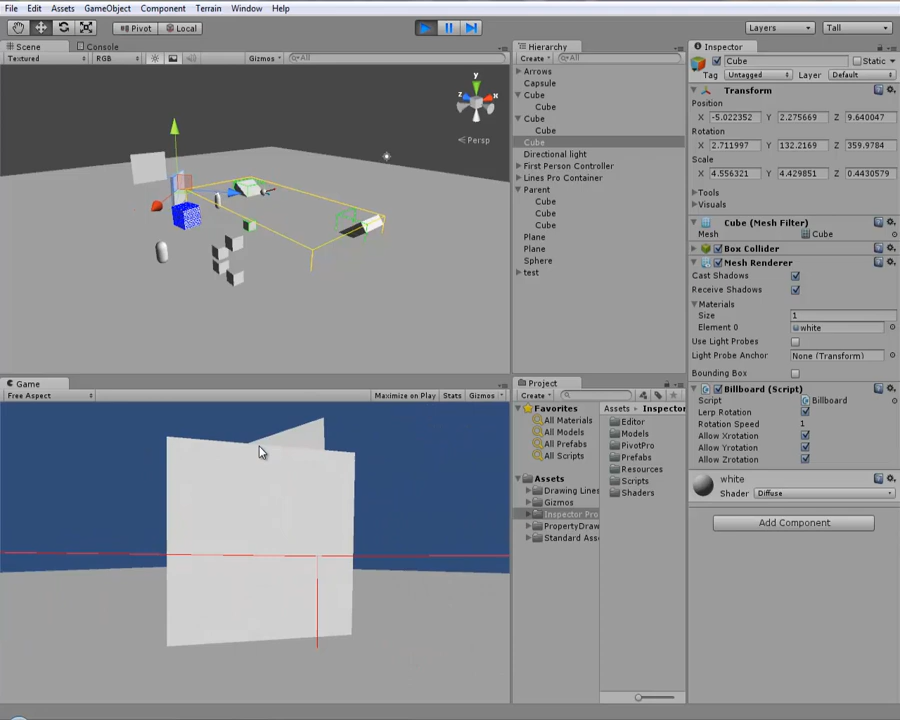 File Edit Assets GameObject Component Terrain Window Help
Pivot Local Layers Tall
Scene Console
Textured RGB Gizmos All
y
x
z
Persp
Hierarchy
Create All
Arrows
Capsule
Cube
Cube
Cube
Cube
Cube
Directional light
First Person Controller
Lines Pro Container
Parent
Cube
Cube
Cube
Plane
Plane
Sphere
test
Inspector
Cube Static
Tag Untagged Layer Default
Transform
Position
X -5.022352 Y 2.275669 Z 9.640047
Rotation
X 2.711997 Y 132.2169 Z 359.9784
Scale
X 4.556321 Y 4.429851 Z 0.4430579
Tools
Visuals
Cube (Mesh Filter)
Mesh Cube
Box Collider
Mesh Renderer
Cast Shadows
Receive Shadows
Materials
Size 1
Element 0 white
Use Light Probes
Light Probe Anchor None (Transform)
Bounding Box
Billboard (Script)
Script Billboard
Lerp Rotation
Rotation Speed 1
Allow Xrotation
Allow Yrotation
Allow Zrotation
white
Shader Diffuse
Add Component
Game
Free Aspect Maximize on Play Stats Gizmos
Project
Create
Favorites
All Materials
All Models
All Prefabs
All Scripts
Assets
Drawing Lines
Gizmos
Inspector Pro
PropertyDraw
Standard Ass
Assets Inspector
Editor
Models
PivotPro
Prefabs
Resources
Scripts
Shaders